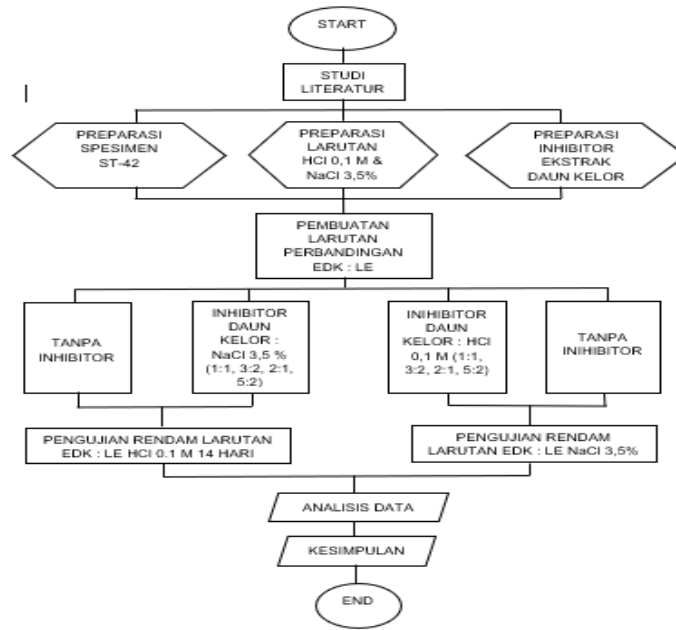 START
STUDI
LITERATUR
PREPARASI
SPESIMEN
ST-42
PREPARASI
LARUTAN
HCl 0,1 M &
NaCl 3,5%
PREPARASI
INHIBITOR
EKSTRAK
DAUN KELOR
PEMBUATAN
LARUTAN
PERBANDINGAN
EDK : LE
TANPA
INHIBITOR
INHIBITOR
DAUN
KELOR :
NaCl 3,5 %
(1:1, 3:2, 2:1,
5:2)
INIHIBITOR
DAUN
KELOR : HCl
0,1 M (1:1,
3:2, 2:1, 5:2)
TANPA
INIHIBITOR
PENGUJIAN RENDAM LARUTAN
EDK : LE HCl 0.1 M 14 HARI
PENGUJIAN RENDAM
LARUTAN EDK : LE NaCl 3,5%
ANALISIS DATA
KESIMPULAN
END